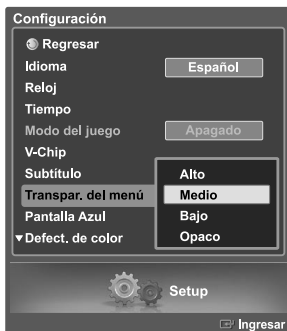 Configuración
Regresar
Idioma Español
Reloj
Tiempo
Modo del juego Apagado
V-Chip
Subtítulo Alto
Transpar. del menú Medio
Pantalla Azul Bajo
▼Defect. de color Opaco
Setup
Ingresar